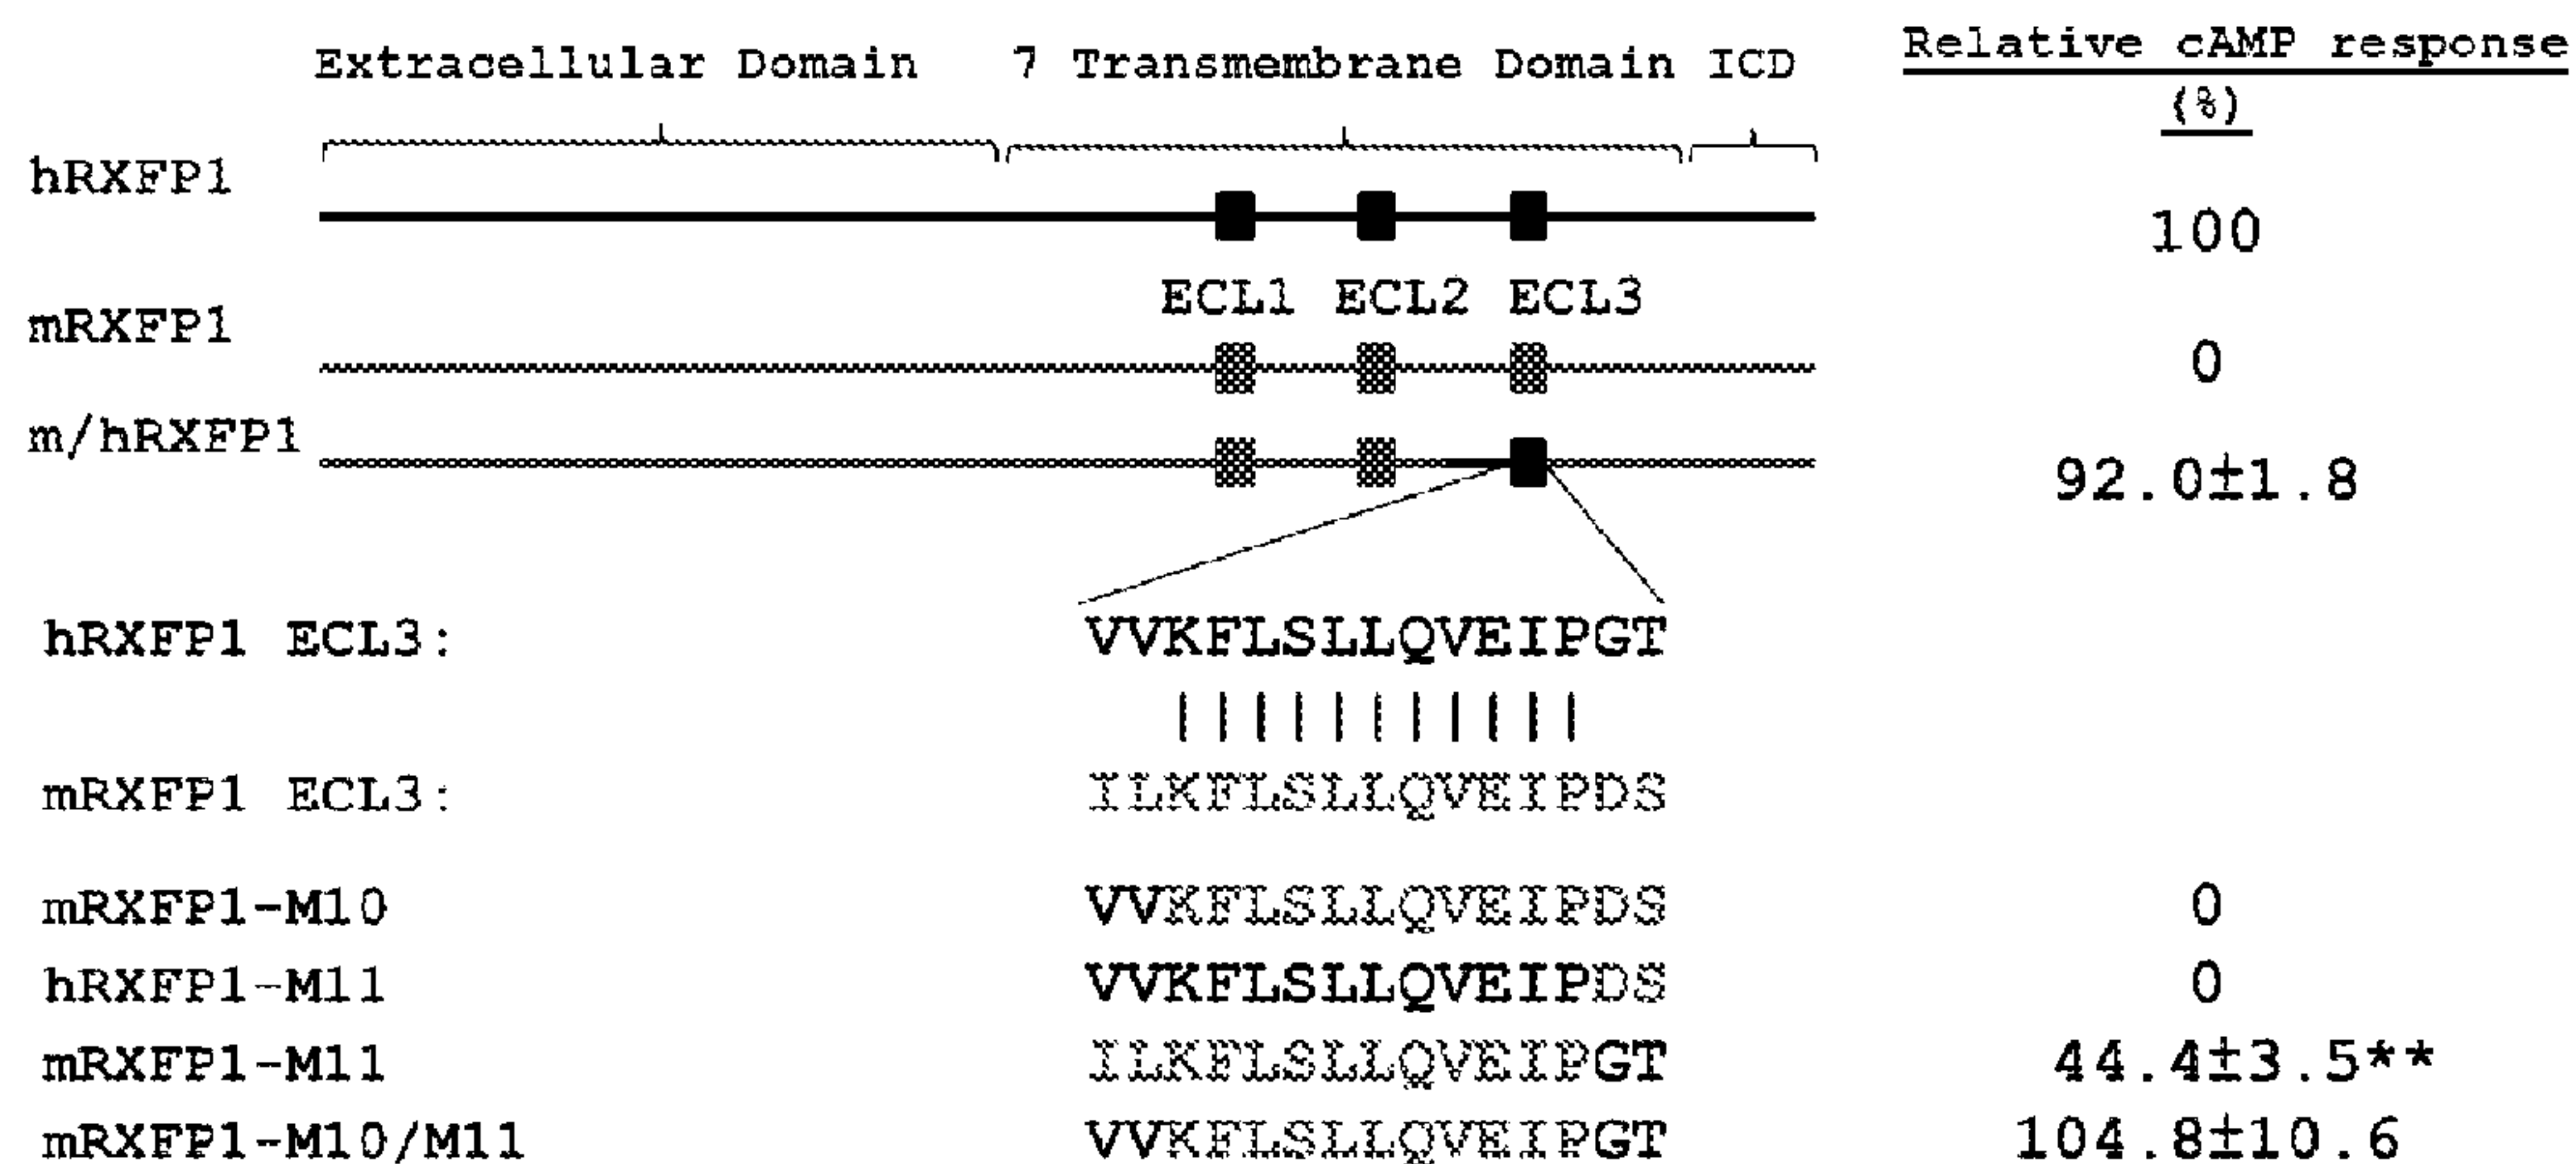 Extracellular Domain 7 Transmembrane Domain ICD Relative cAMP response
(%)
hRXFP1 100
ECL1 ECL2 ECL3
mRXFP1 0
m/hRXFP1 92.0±1.8
hRXFP1 ECL3: VVKFLSLLQVEIPGT
mRXFP1 ECL3: ILKFLSLLQVEIPDS
mRXFP1-M10 VVKFLSLLQVEIPDS 0
hRXFP1-M11 VVKFLSLLQVEIPDS 0
mRXFP1-M11 ILKFLSLLQVEIPGT 44.4±3.5**
mRXFP1-M10/M11 VVKFLSLLQVEIPGT 104.8±10.6